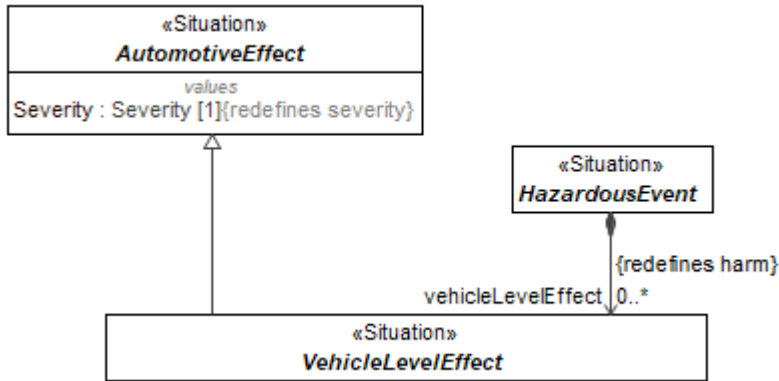 «Situation»
AutomotiveEffect
values
Severity : Severity [1]{redefines severity}
«Situation»
HazardousEvent
{redefines harm}
vehicleLevelEffect 0..*
«Situation»
VehicleLevelEffect